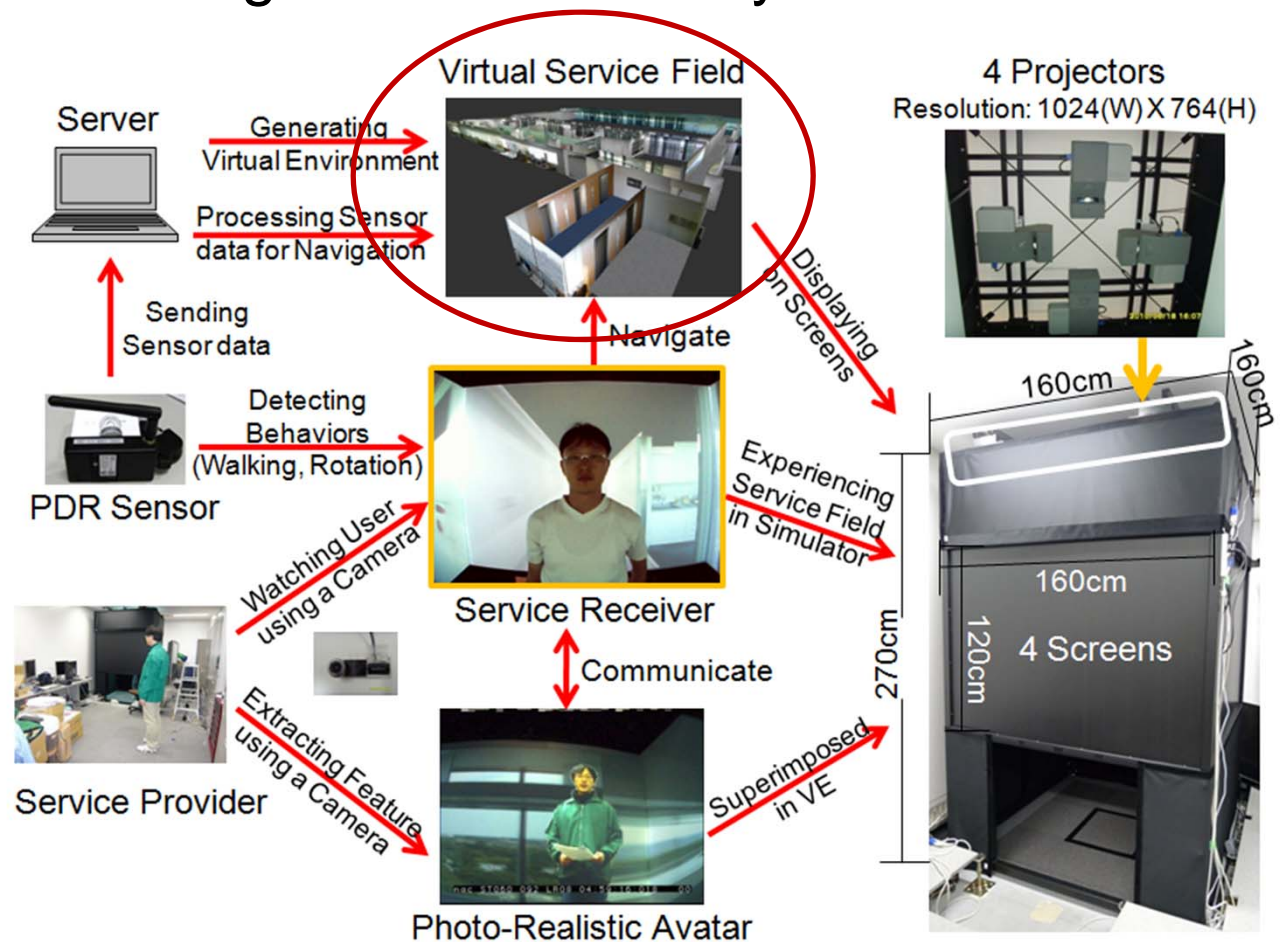 Virtual Service Field
4 Projectors
Resolution: 1024(W) X 764(H)
Server
Generating
Virtual Environment
Processing Sensor
data for Navigation
Sending
Sensor data
Navigate
Displaying
on Screens
160cm
160cm
Detecting
Behaviors
(Walking, Rotation)
PDR Sensor
Experiencing
Service Field
in Simulator
Watching User
using a Camera
Service Receiver
160cm
120cm
4 Screens
270cm
Communicate
Extracting Feature
using a Camera
Superimposed
in VE
Service Provider
Photo-Realistic Avatar